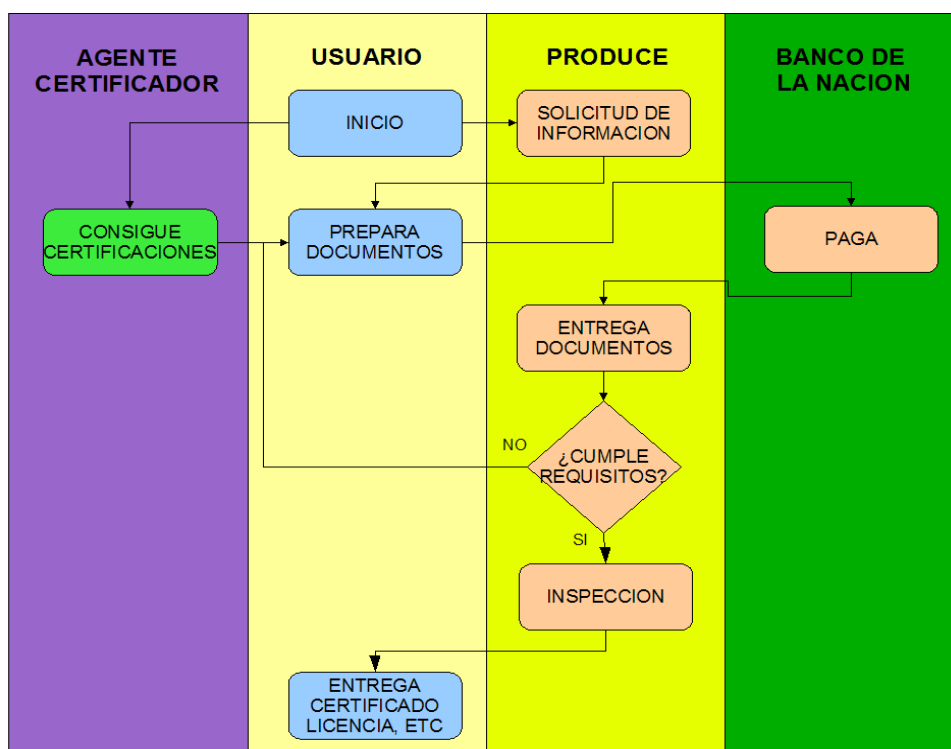 AGENTE
CERTIFICADOR
USUARIO
PRODUCE
BANCO DE
LA NACION
INICIO
SOLICITUD DE
INFORMACION
CONSIGUE
CERTIFICACIONES
PREPARA
DOCUMENTOS
PAGA
ENTREGA
DOCUMENTOS
NO
¿CUMPLE
REQUISITOS?
SI
INSPECCION
ENTREGA
CERTIFICADO
LICENCIA, ETC